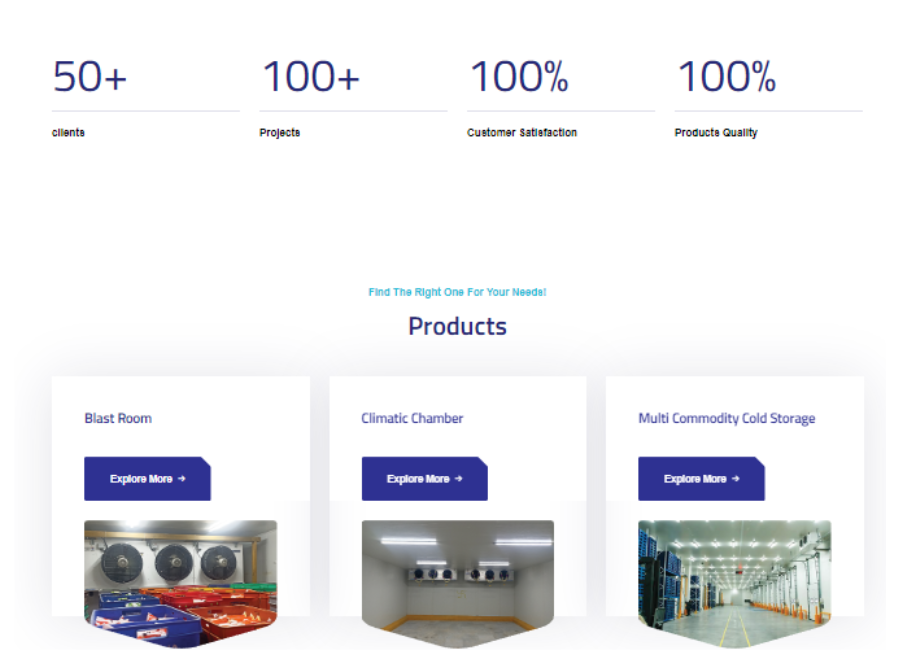 50+
100+
100%
100%
clients
Projects
Customer Satisfaction
Products Quality
Find The Right One For Your Needs!
Products
Blast Room
Climatic Chamber
Multi Commodity Cold Storage
Explore More →
Explore More →
Explore More →